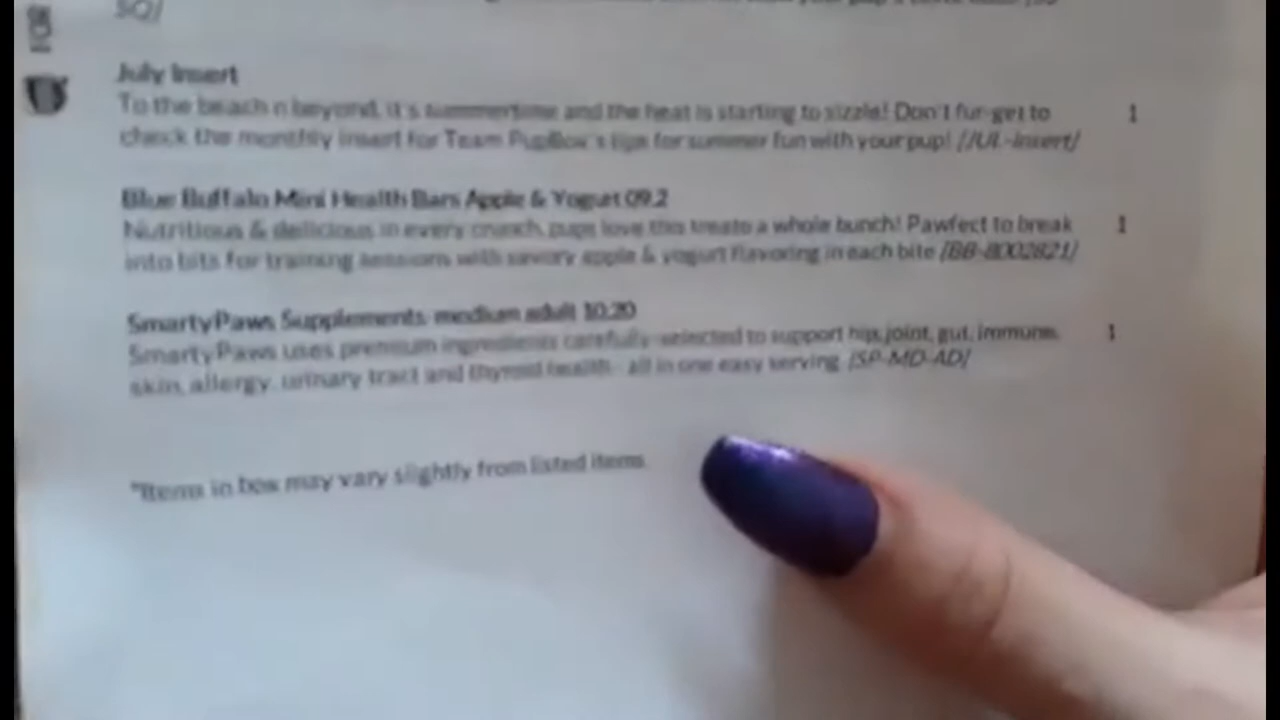 SQ]
July Insert
To the beach n beyond, it's summertime and the heat is starting to sizzle! Don't fur-get to 1
check the monthly insert for Team PupBox's tips for summer fun with your pup! [JUL-Insert]
Blue Buffalo Mini Health Bars Apple & Yogurt 09.2
Nutritious & delicious in every crunch, pups love this treato a whole bunch! Pawfect to break 1
into bits for training sessions with savory apple & yogurt flavoring in each bite [BB-8002821]
SmartyPaws Supplements- medium adult 10.20
SmartyPaws uses premium ingredients carefully-selected to support hip, joint, gut, immune, 1
skin, allergy, urinary tract and thyroid health - all in one easy serving. [SP-MD-AD]
*Items in box may vary slightly from listed items.